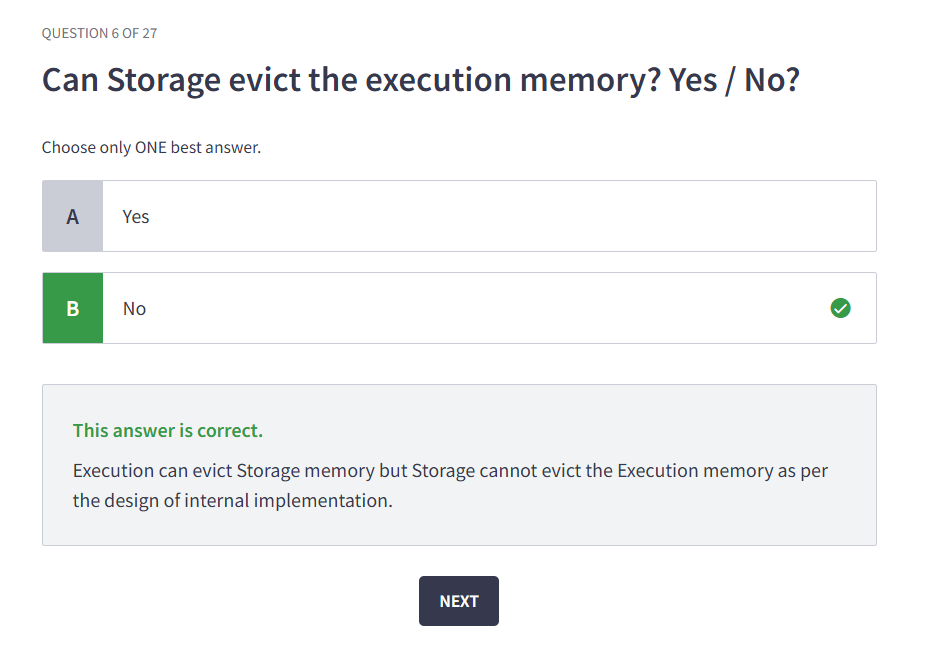 QUESTION 6 OF 27
Can Storage evict the execution memory? Yes / No?
Choose only ONE best answer.
A
Yes
B
No
This answer is correct.
Execution can evict Storage memory but Storage cannot evict the Execution memory as per
the design of internal implementation.
NEXT